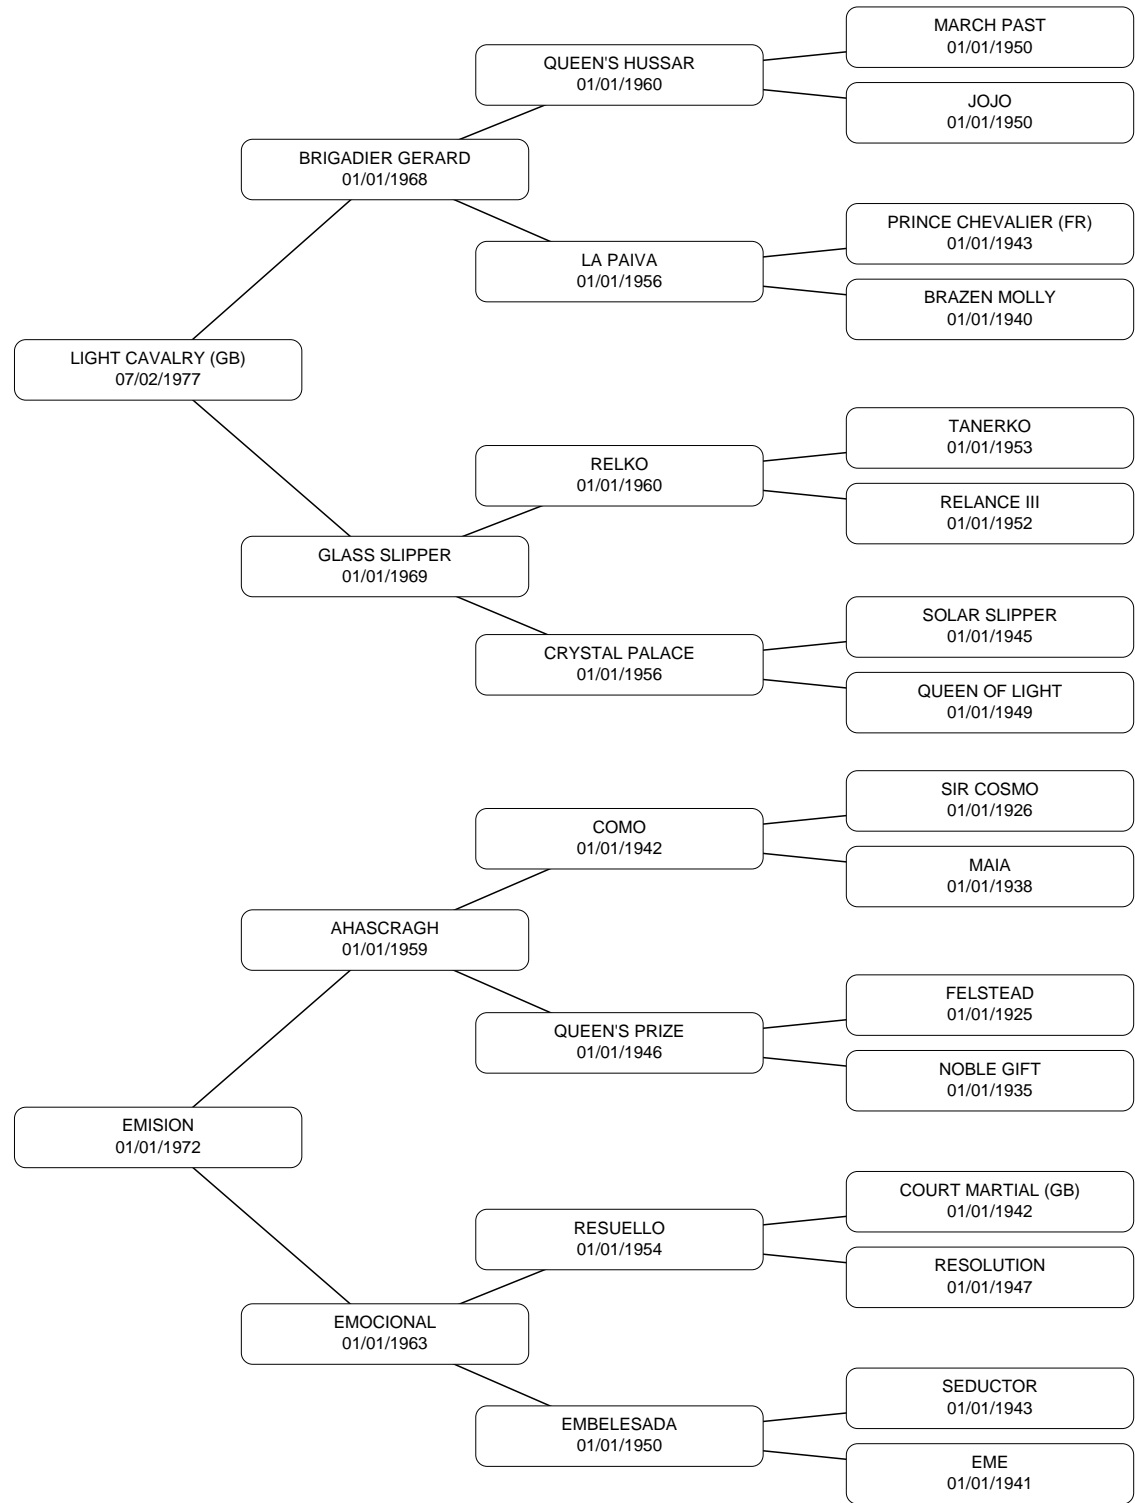 MARCH PAST
01/01/1950
QUEEN'S HUSSAR
01/01/1960
JOJO
01/01/1950
BRIGADIER GERARD
01/01/1968
PRINCE CHEVALIER (FR)
01/01/1943
LA PAIVA
01/01/1956
BRAZEN MOLLY
01/01/1940
LIGHT CAVALRY (GB)
07/02/1977
TANERKO
01/01/1953
RELKO
01/01/1960
RELANCE III
01/01/1952
GLASS SLIPPER
01/01/1969
SOLAR SLIPPER
01/01/1945
CRYSTAL PALACE
01/01/1956
QUEEN OF LIGHT
01/01/1949
SIR COSMO
01/01/1926
COMO
01/01/1942
MAIA
01/01/1938
AHASCRAGH
01/01/1959
FELSTEAD
01/01/1925
QUEEN'S PRIZE
01/01/1946
NOBLE GIFT
01/01/1935
EMISION
01/01/1972
COURT MARTIAL (GB)
01/01/1942
RESUELLO
01/01/1954
RESOLUTION
01/01/1947
EMOCIONAL
01/01/1963
SEDUCTOR
01/01/1943
EMBELESADA
01/01/1950
EME
01/01/1941